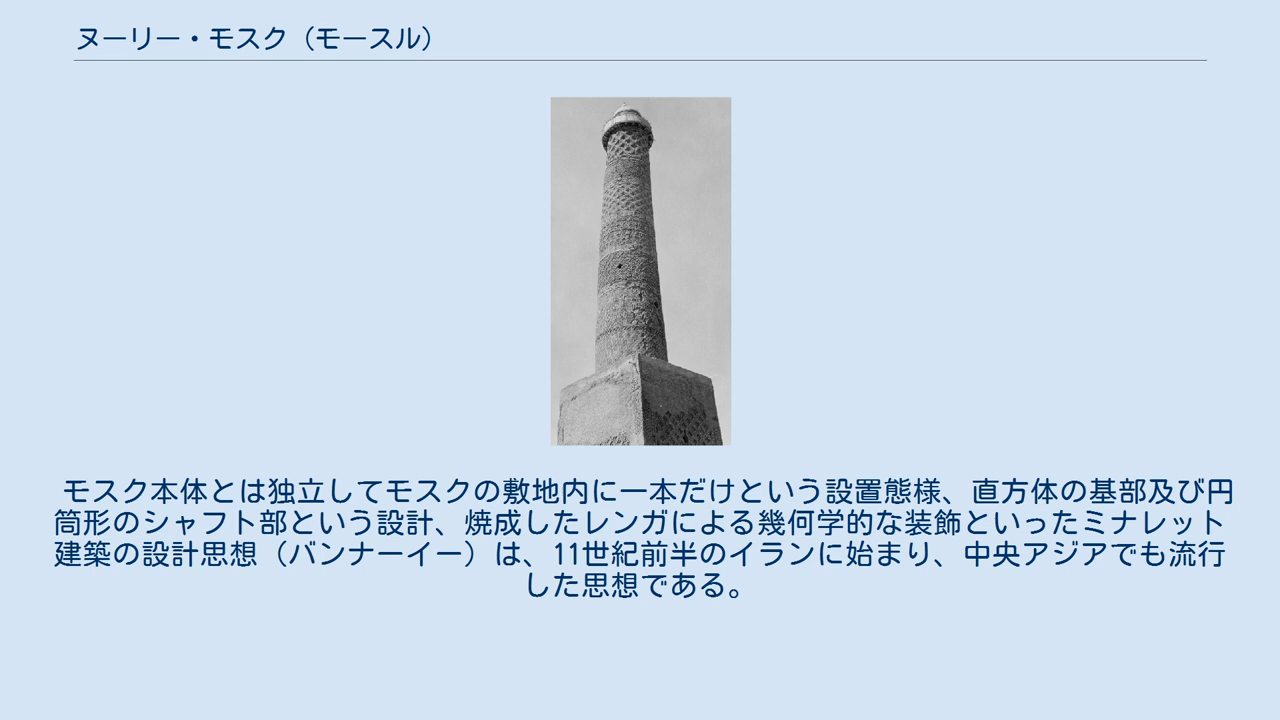 ヌーリー・モスク（モースル）
モスク本体とは独立してモスクの敷地内に一本だけという設置態様、直方体の基部及び円
筒形のシャフト部という設計、焼成したレンガによる幾何学的な装飾といったミナレット
建築の設計思想（バンナーイー）は、11世紀前半のイランに始まり、中央アジアでも流行
した思想である。